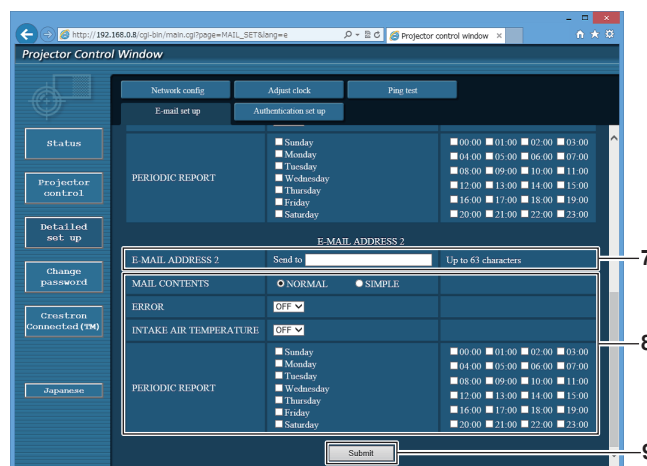 http://192.168.0.8/cgi-bin/main.cgi?page=MAIL_SET&lang=e
Projector control window
Projector Control Window
Network config Adjust clock Ping test
E-mail set up Authentication set up
Status
Projector control
Detailed set up
Change password
Crestron Connected(TM)
Japanese
PERIODIC REPORT
Sunday
Monday
Tuesday
Wednesday
Thursday
Friday
Saturday
00:00 01:00 02:00 03:00
04:00 05:00 06:00 07:00
08:00 09:00 10:00 11:00
12:00 13:00 14:00 15:00
16:00 17:00 18:00 19:00
20:00 21:00 22:00 23:00
E-MAIL ADDRESS 2
E-MAIL ADDRESS 2 Send to Up to 63 characters
7
MAIL CONTENTS NORMAL SIMPLE
ERROR OFF
INTAKE AIR TEMPERATURE OFF
8
PERIODIC REPORT
Sunday
Monday
Tuesday
Wednesday
Thursday
Friday
Saturday
00:00 01:00 02:00 03:00
04:00 05:00 06:00 07:00
08:00 09:00 10:00 11:00
12:00 13:00 14:00 15:00
16:00 17:00 18:00 19:00
20:00 21:00 22:00 23:00
Submit
9